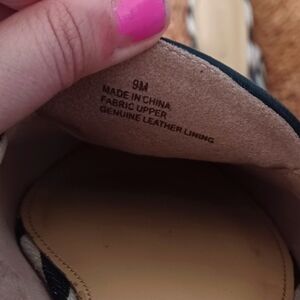 9M
MADE IN CHINA
FABRIC UPPER
GENUINE LEATHER LINING